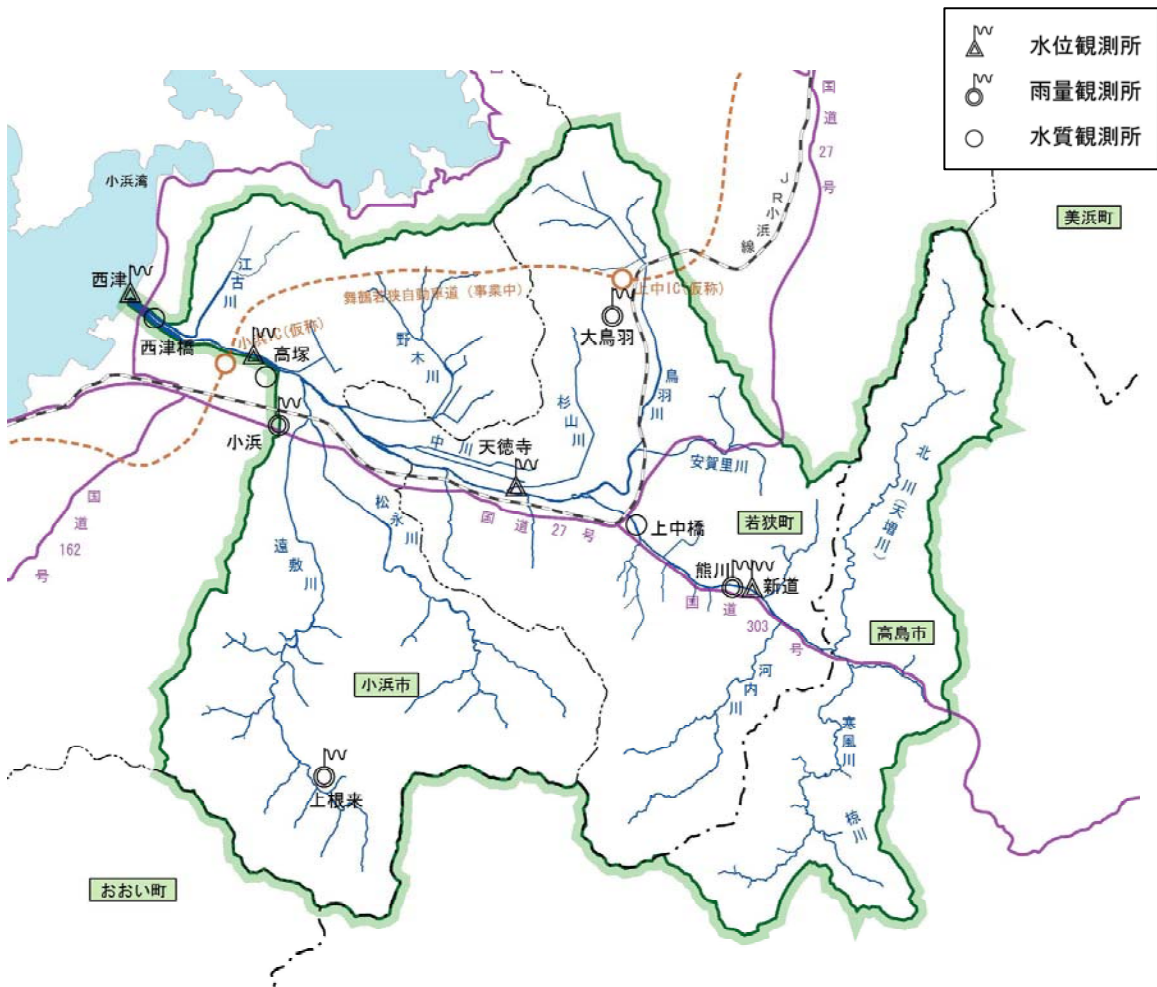 水位観測所
雨量観測所
水質観測所
国道27号
JR小浜線
美浜町
小浜湾
西津
江古川
舞鶴若狭自動車道（事業中）
上中IC(仮称)
大鳥羽
西津橋
小浜IC(仮称)
高塚
野木川
杉山川
鳥羽川
小浜
中川
天徳寺
安賀里川
北川（天増川）
国道162号
遠敷川
松永川
国道27号
上中橋
若狭町
熊川
新道
国道303号
高島市
小浜市
河内川
寒風川
上根来
椋川
おおい町